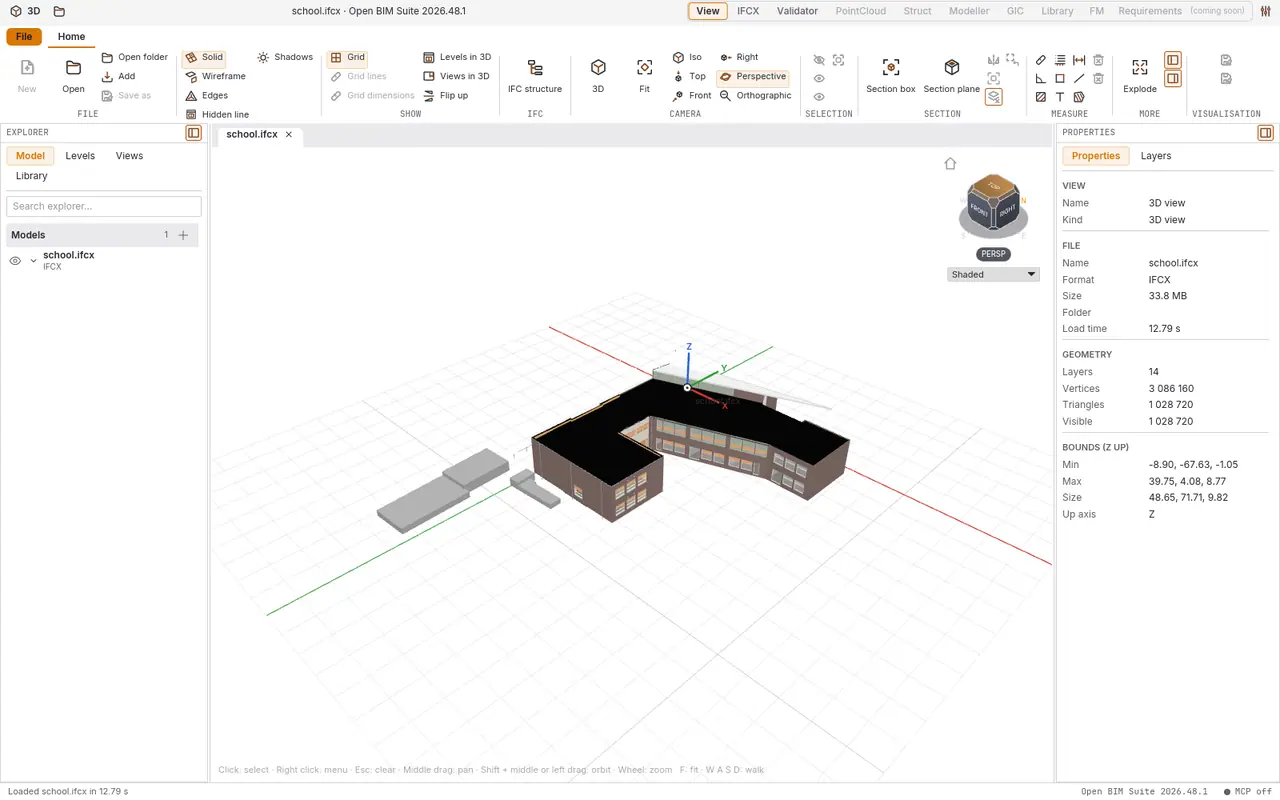 3D
school.ifcx · Open BIM Suite 2026.48.1
View IFCX Validator PointCloud Struct Modeller GIC Library FM Requirements (coming soon)
File Home
New
Open
Open folder
Add
Save as
FILE
Solid
Wireframe
Edges
Hidden line
Shadows
Grid
Grid lines
Grid dimensions
Levels in 3D
Views in 3D
Flip up
SHOW
IFC structure
IFC
3D
Fit
Iso
Top
Front
Right
Perspective
Orthographic
CAMERA
SELECTION
Section box
Section plane
SECTION
MEASURE
Explode
MORE
VISUALISATION
EXPLORER
Model Levels Views
Library
Search explorer...
Models 1
school.ifcx
IFCX
school.ifcx
TOP
FRONT
RIGHT
W N
S E
PERSP
Shaded
Z
Y
X
school.ifcx
Click: select · Right click: menu · Esc: clear · Middle drag: pan · Shift + middle or left drag: orbit · Wheel: zoom · F: fit · W A S D: walk
PROPERTIES
Properties Layers
VIEW
Name 3D view
Kind 3D view
FILE
Name school.ifcx
Format IFCX
Size 33.8 MB
Folder
Load time 12.79 s
GEOMETRY
Layers 14
Vertices 3 086 160
Triangles 1 028 720
Visible 1 028 720
BOUNDS (Z UP)
Min -8.90, -67.63, -1.05
Max 39.75, 4.08, 8.77
Size 48.65, 71.71, 9.82
Up axis Z
Loaded school.ifcx in 12.79 s
Open BIM Suite 2026.48.1 MCP off